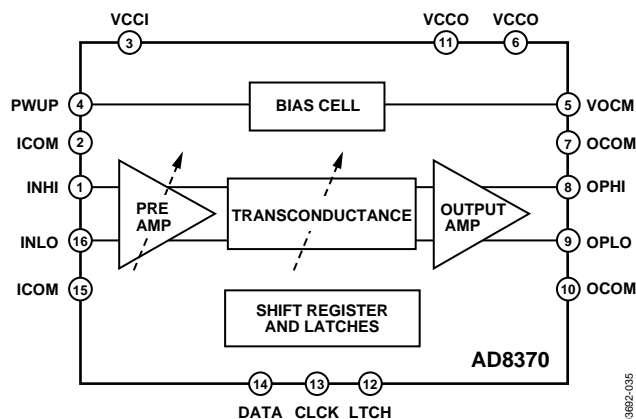 VCCI VCCO VCCO
3 11 6
PWUP 4 BIAS CELL 5 VOCM
ICOM 2 7 OCOM
INHI 1 8 OPHI
PRE
AMP
TRANSCONDUCTANCE
OUTPUT
AMP
INLO 16 9 OPLO
ICOM 15 10 OCOM
SHIFT REGISTER
AND LATCHES
AD8370
14 13 12
DATA CLCK LTCH
03692-035